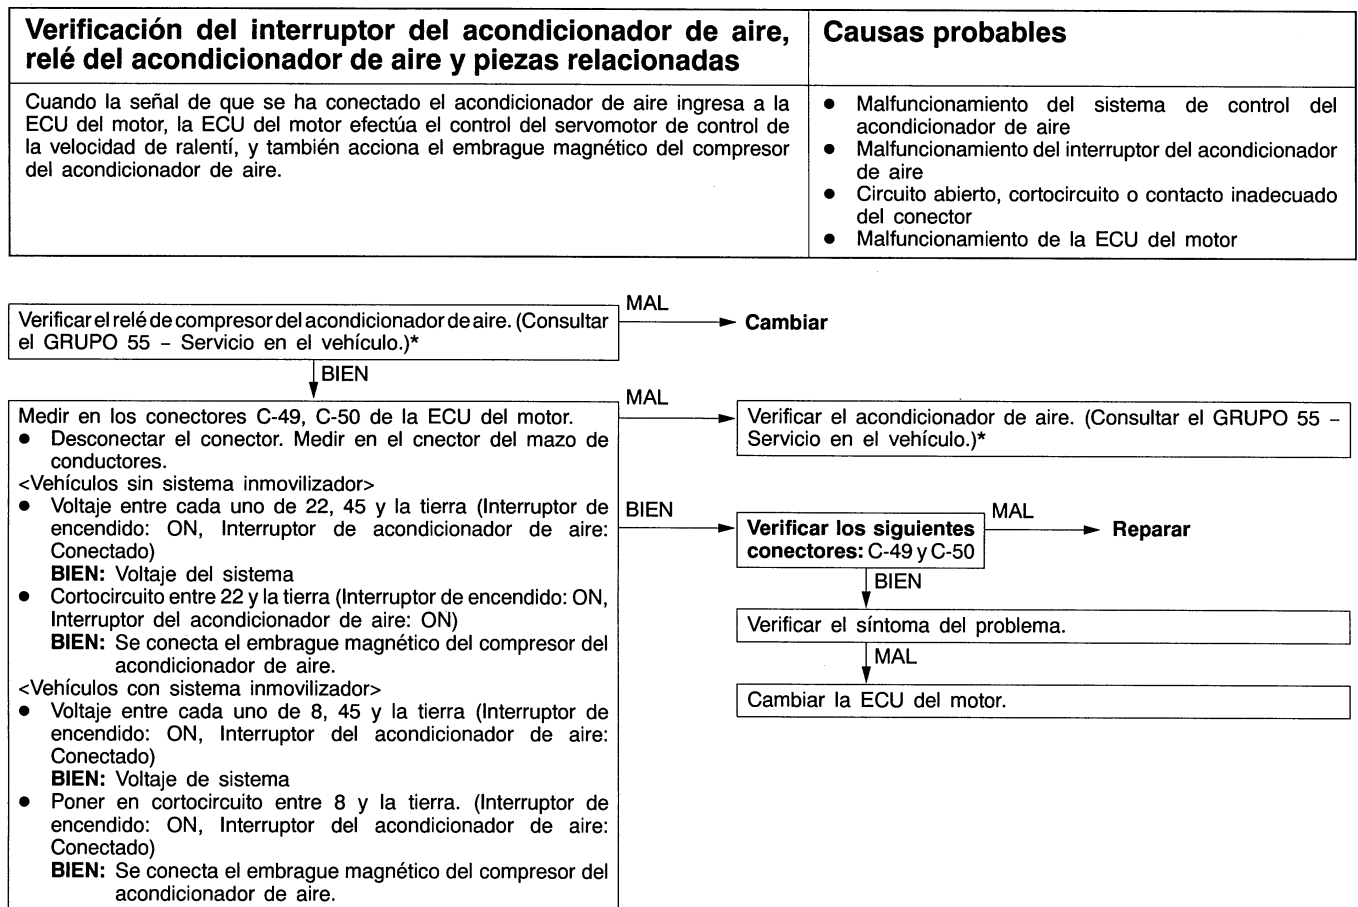 Verificación del interruptor del acondicionador de aire,
relé del acondicionador de aire y piezas relacionadas
Causas probables
Cuando la señal de que se ha conectado el acondicionador de aire ingresa a la
ECU del motor, la ECU del motor efectúa el control del servomotor de control de
la velocidad de ralentí, y también acciona el embrague magnético del compresor
del acondicionador de aire.
● Malfuncionamiento del sistema de control del
acondicionador de aire
● Malfuncionamiento del interruptor del acondicionador
de aire
● Circuito abierto, cortocircuito o contacto inadecuado
del conector
● Malfuncionamiento de la ECU del motor
Verificar el relé de compresor del acondicionador de aire. (Consultar
el GRUPO 55 – Servicio en el vehículo.)*
MAL
Cambiar
BIEN
Medir en los conectores C-49, C-50 de la ECU del motor.
● Desconectar el conector. Medir en el cnector del mazo de
conductores.
<Vehículos sin sistema inmovilizador>
● Voltaje entre cada uno de 22, 45 y la tierra (Interruptor de
encendido: ON, Interruptor de acondicionador de aire:
Conectado)
BIEN: Voltaje del sistema
● Cortocircuito entre 22 y la tierra (Interruptor de encendido: ON,
Interruptor del acondicionador de aire: ON)
BIEN: Se conecta el embrague magnético del compresor del
acondicionador de aire.
<Vehículos con sistema inmovilizador>
● Voltaje entre cada uno de 8, 45 y la tierra (Interruptor de
encendido: ON, Interruptor del acondicionador de aire:
Conectado)
BIEN: Voltaje de sistema
● Poner en cortocircuito entre 8 y la tierra. (Interruptor de
encendido: ON, Interruptor del acondicionador de aire:
Conectado)
BIEN: Se conecta el embrague magnético del compresor del
acondicionador de aire.
MAL
Verificar el acondicionador de aire. (Consultar el GRUPO 55 –
Servicio en el vehículo.)*
BIEN
Verificar los siguientes
conectores: C-49 y C-50
MAL
Reparar
BIEN
Verificar el síntoma del problema.
MAL
Cambiar la ECU del motor.